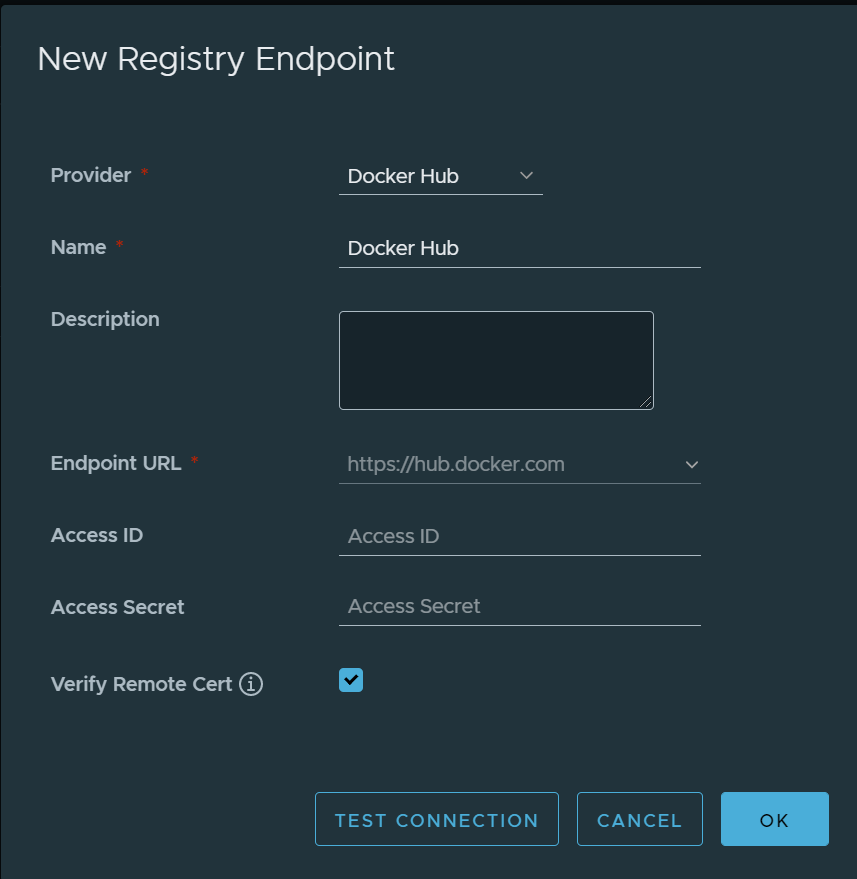 New Registry Endpoint
Provider *
Docker Hub
Name *
Docker Hub
Description
Endpoint URL *
https://hub.docker.com
Access ID
Access ID
Access Secret
Access Secret
Verify Remote Cert
TEST CONNECTION
CANCEL
OK